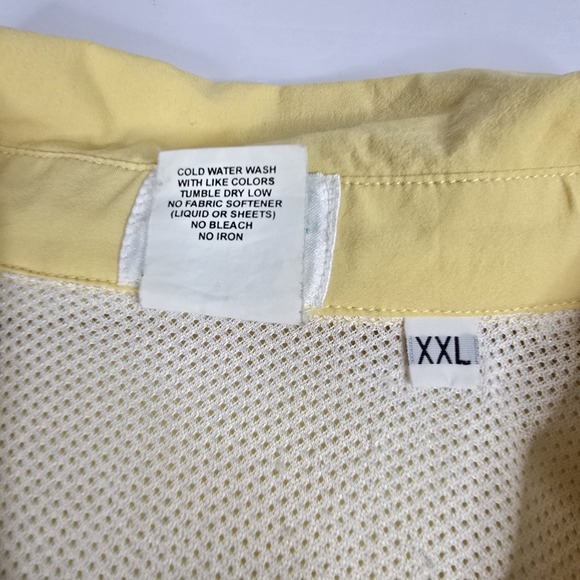 COLD WATER WASH
WITH LIKE COLORS
TUMBLE DRY LOW
NO FABRIC SOFTENER
(LIQUID OR SHEETS)
NO BLEACH
NO IRON
XXL